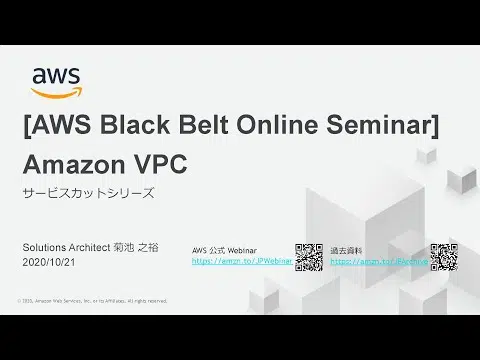 aws
[AWS Black Belt Online Seminar]
Amazon VPC
サービスカットシリーズ
Solutions Architect 菊池 之裕
2020/10/21
AWS 公式 Webinar
https://amzn.to/JPWebinar
過去資料
https://amzn.to/JPArchive
© 2020, Amazon Web Services, Inc. or its Affiliates. All rights reserved.